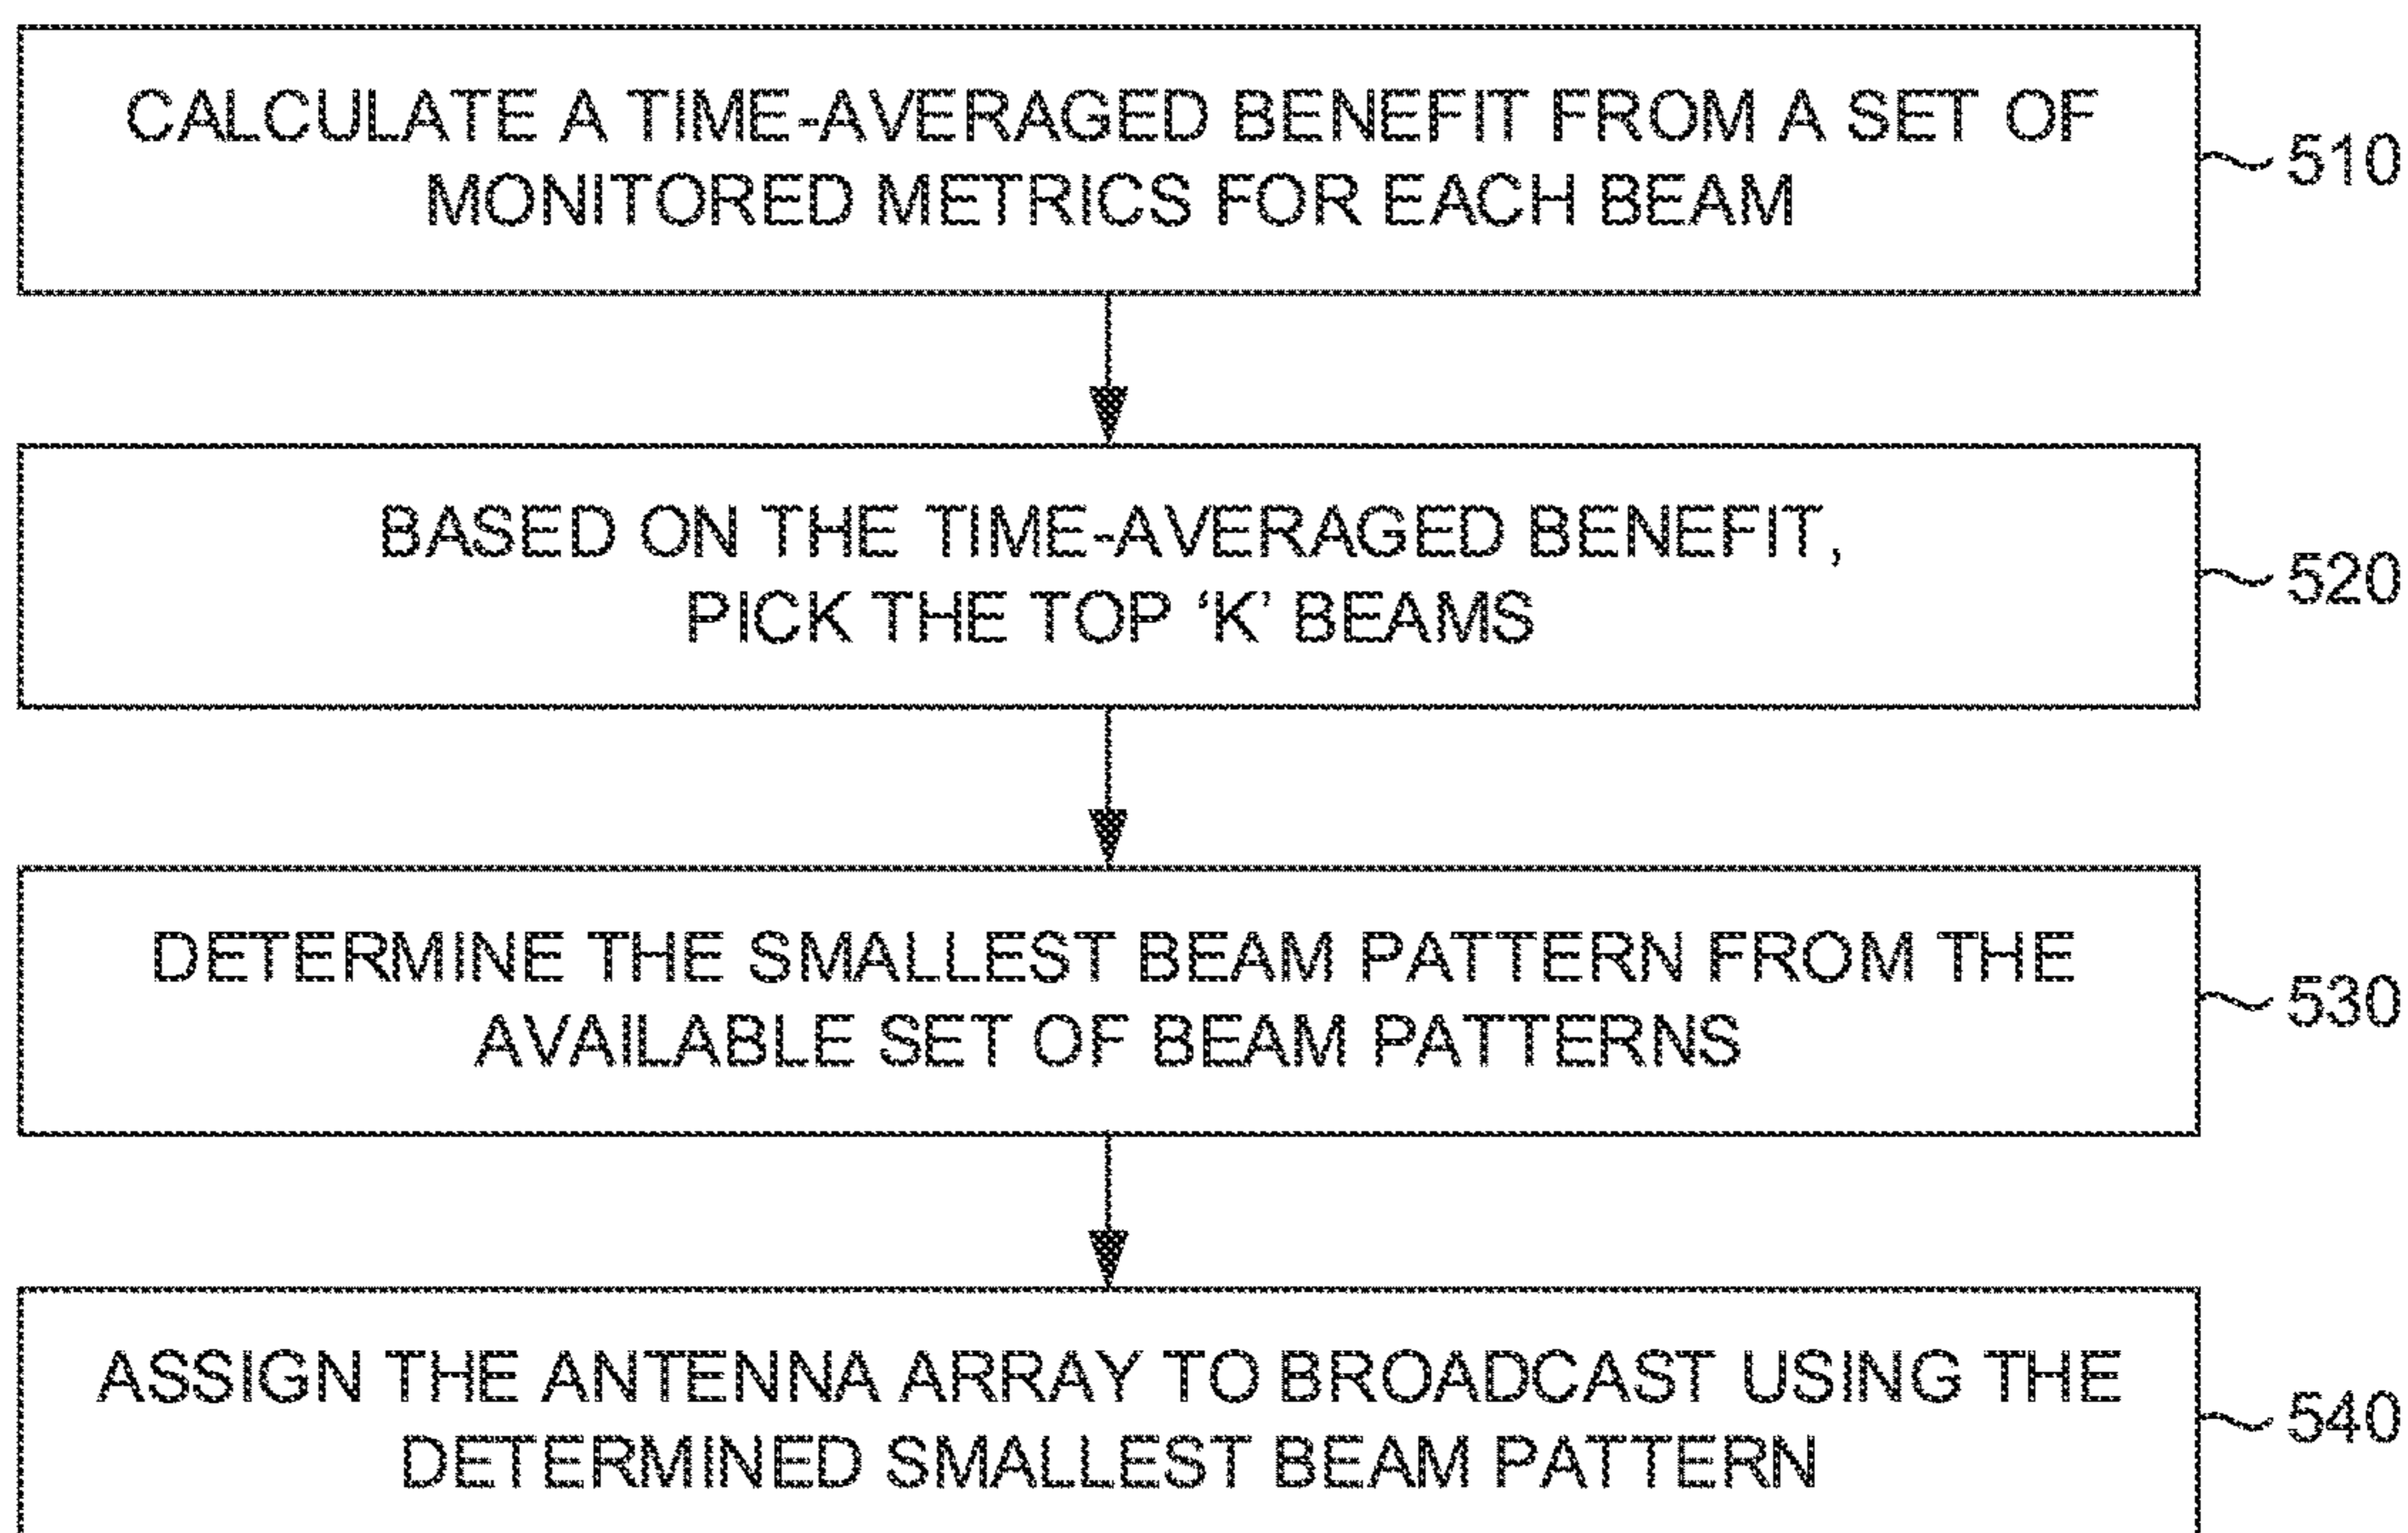 CALCULATE A TIME-AVERAGED BENEFIT FROM A SET OF
MONITORED METRICS FOR EACH BEAM
510
BASED ON THE TIME-AVERAGED BENEFIT,
PICK THE TOP ‘K’ BEAMS
520
DETERMINE THE SMALLEST BEAM PATTERN FROM THE
AVAILABLE SET OF BEAM PATTERNS
530
ASSIGN THE ANTENNA ARRAY TO BROADCAST USING THE
DETERMINED SMALLEST BEAM PATTERN
540